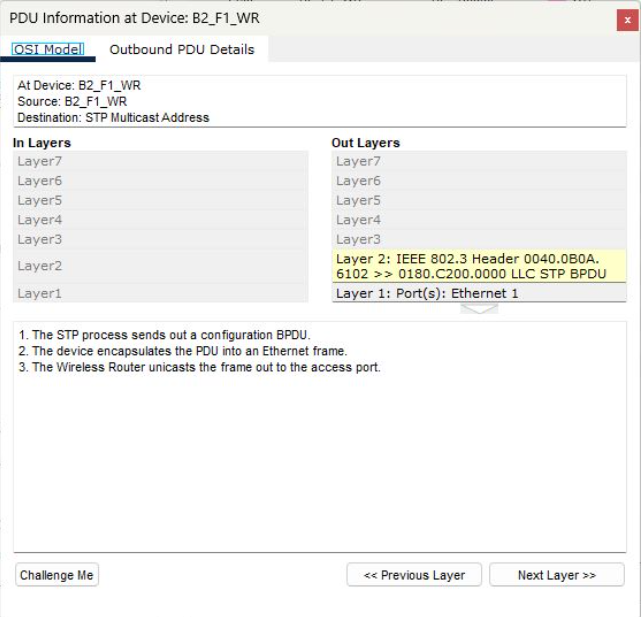 PDU Information at Device: B2_F1_WR
x
OSI Model Outbound PDU Details
At Device: B2_F1_WR
Source: B2_F1_WR
Destination: STP Multicast Address
In Layers
Layer7
Layer6
Layer5
Layer4
Layer3
Layer2
Layer1
Out Layers
Layer7
Layer6
Layer5
Layer4
Layer3
Layer 2: IEEE 802.3 Header 0040.0B0A.
6102 >> 0180.C200.0000 LLC STP BPDU
Layer 1: Port(s): Ethernet 1
1. The STP process sends out a configuration BPDU.
2. The device encapsulates the PDU into an Ethernet frame.
3. The Wireless Router unicasts the frame out to the access port.
Challenge Me << Previous Layer Next Layer >>